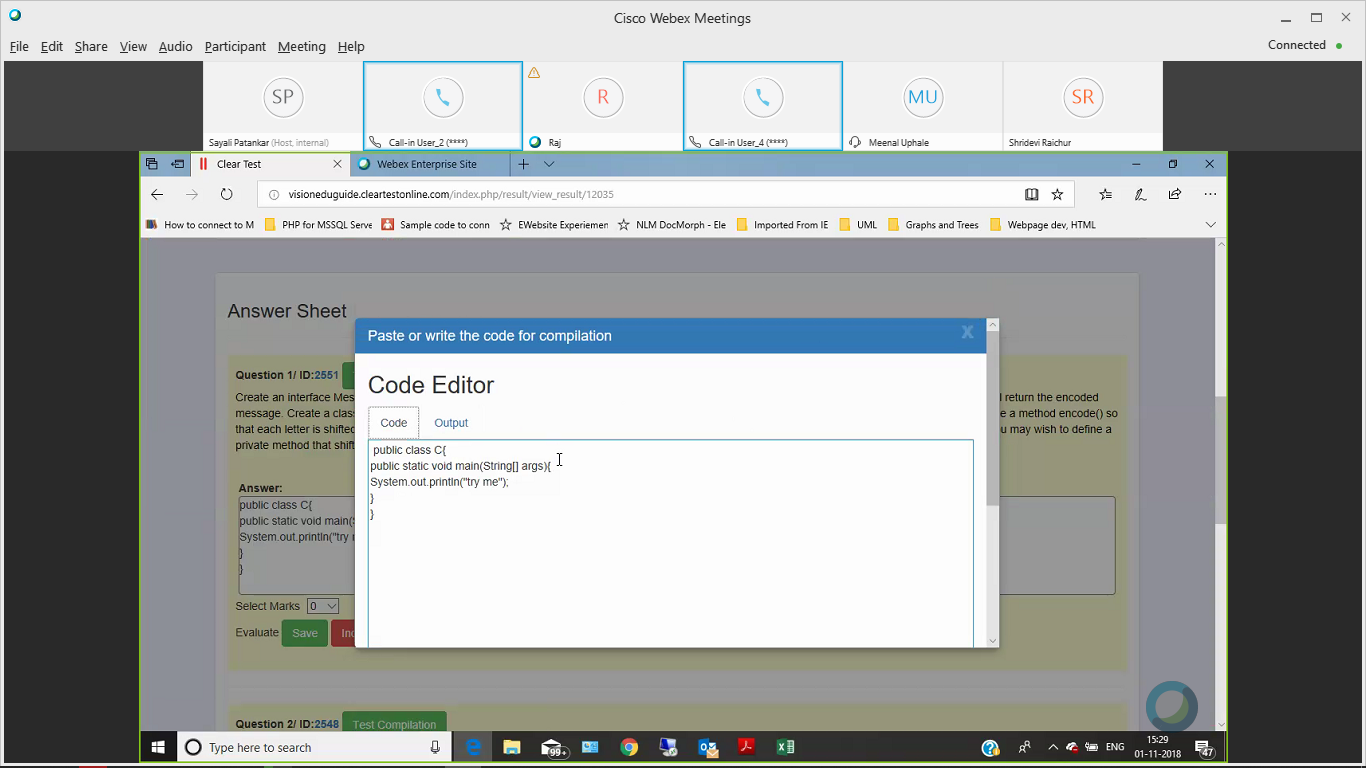 Cisco Webex Meetings
File Edit Share View Audio Participant Meeting Help
Connected
SP
R
MU
SR
Sayali Patankar (Host, internal)
Call-in User_2 (****)
Raj
Call-in User_4 (****)
Meenal Uphale
Shridevi Raichur
Clear Test
Webex Enterprise Site
visioneduguide.cleartestonline.com/index.php/result/view_result/12035
How to connect to M
PHP for MSSQL Serve
Sample code to conn
EWebsite Experiemen
NLM DocMorph - Ele
Imported From IE
UML
Graphs and Trees
Webpage dev, HTML
Answer Sheet
Paste or write the code for compilation
X
Question 1/ ID:2551
Create an interface Mes
d return the encoded
message. Create a class
e a method encode() so
that each letter is shifted
ou may wish to define a
private method that shift
Code Editor
Code Output
public class C{
public static void main(String[] args){
System.out.println("try me");
}
}
Answer:
public class C{
public static void main(S
System.out.println("try r
}
}
Select Marks 0
Evaluate Save Inc
Question 2/ ID:2548 Test Compilation
Type here to search
99+
ENG
15:29
01-11-2018
47